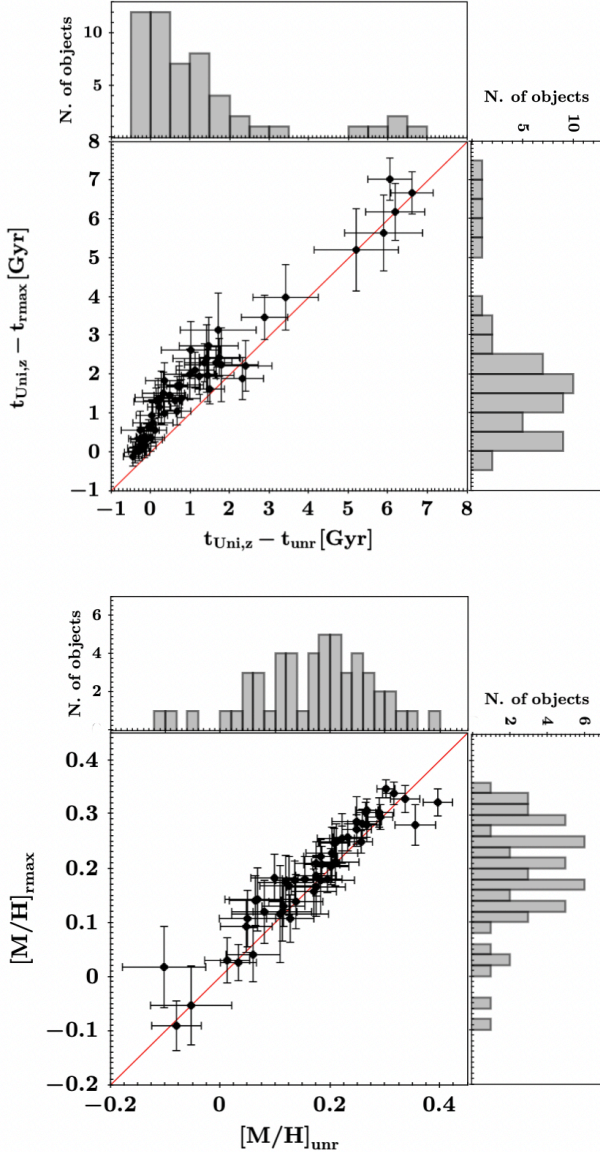 N. of objects
10
5
N. of objects
5
10
t_Uni,z − t_rmax [Gyr]
8
7
6
5
4
3
2
1
0
−1
−1 0 1 2 3 4 5 6 7 8
t_Uni,z − t_unr [Gyr]
N. of objects
6
4
2
N. of objects
2 4 6
[M/H]_rmax
0.4
0.3
0.2
0.1
0
−0.1
−0.2
−0.2 0 0.2 0.4
[M/H]_unr